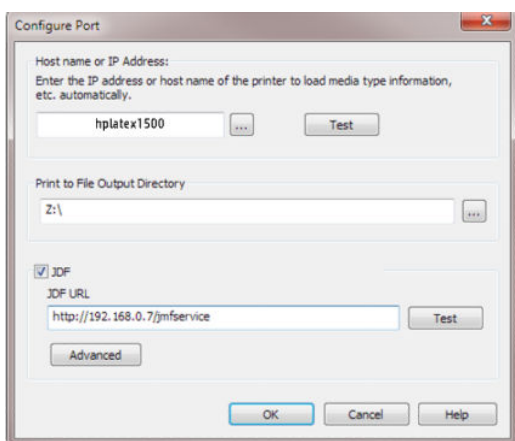 Configure Port
Host name or IP Address:
Enter the IP address or host name of the printer to load media type information,
etc. automatically.
hplatex1500
...
Test
Print to File Output Directory
Z:\
...
JDF
JDF URL
http://192.168.0.7/jmfservice
Test
Advanced
OK
Cancel
Help